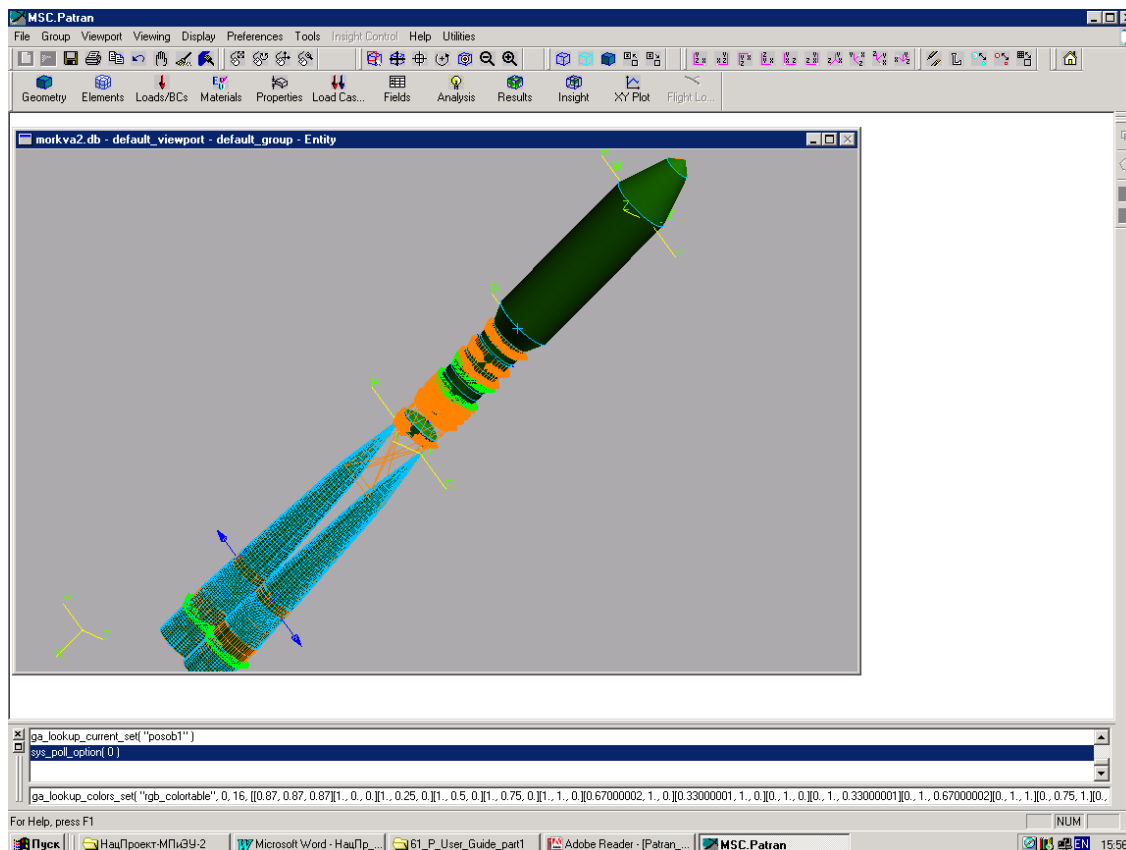 MSC.Patran
File Group Viewport Viewing Display Preferences Tools Insight Control Help Utilities
Geometry Elements Loads/BCs Materials Properties Load Cas... Fields Analysis Results Insight XY Plot Flight Lo...
morkva2.db - default_viewport - default_group - Entity
ga_lookup_current_set( "posob1" )
sys_poll_option( 0 )
ga_lookup_colors_set( "rgb_colortable", 0, 16, [[0.87, 0.87, 0.87][1., 0., 0.][1., 0.25, 0.][1., 0.5, 0.][1., 0.75, 0.][1., 1., 0.][0.67000002, 1., 0.][0.33000001, 1., 0.][0., 1., 0.][0., 1., 0.33000001][0., 1., 0.67000002][0., 1., 1.][0., 0.75, 1.][0.,
For Help, press F1
NUM
Пуск НацПроект-МПиЭУ-2 Microsoft Word - НацПр_... 61_P_User_Guide_part1 Adobe Reader - [Patran_... MSC.Patran EN 15:56